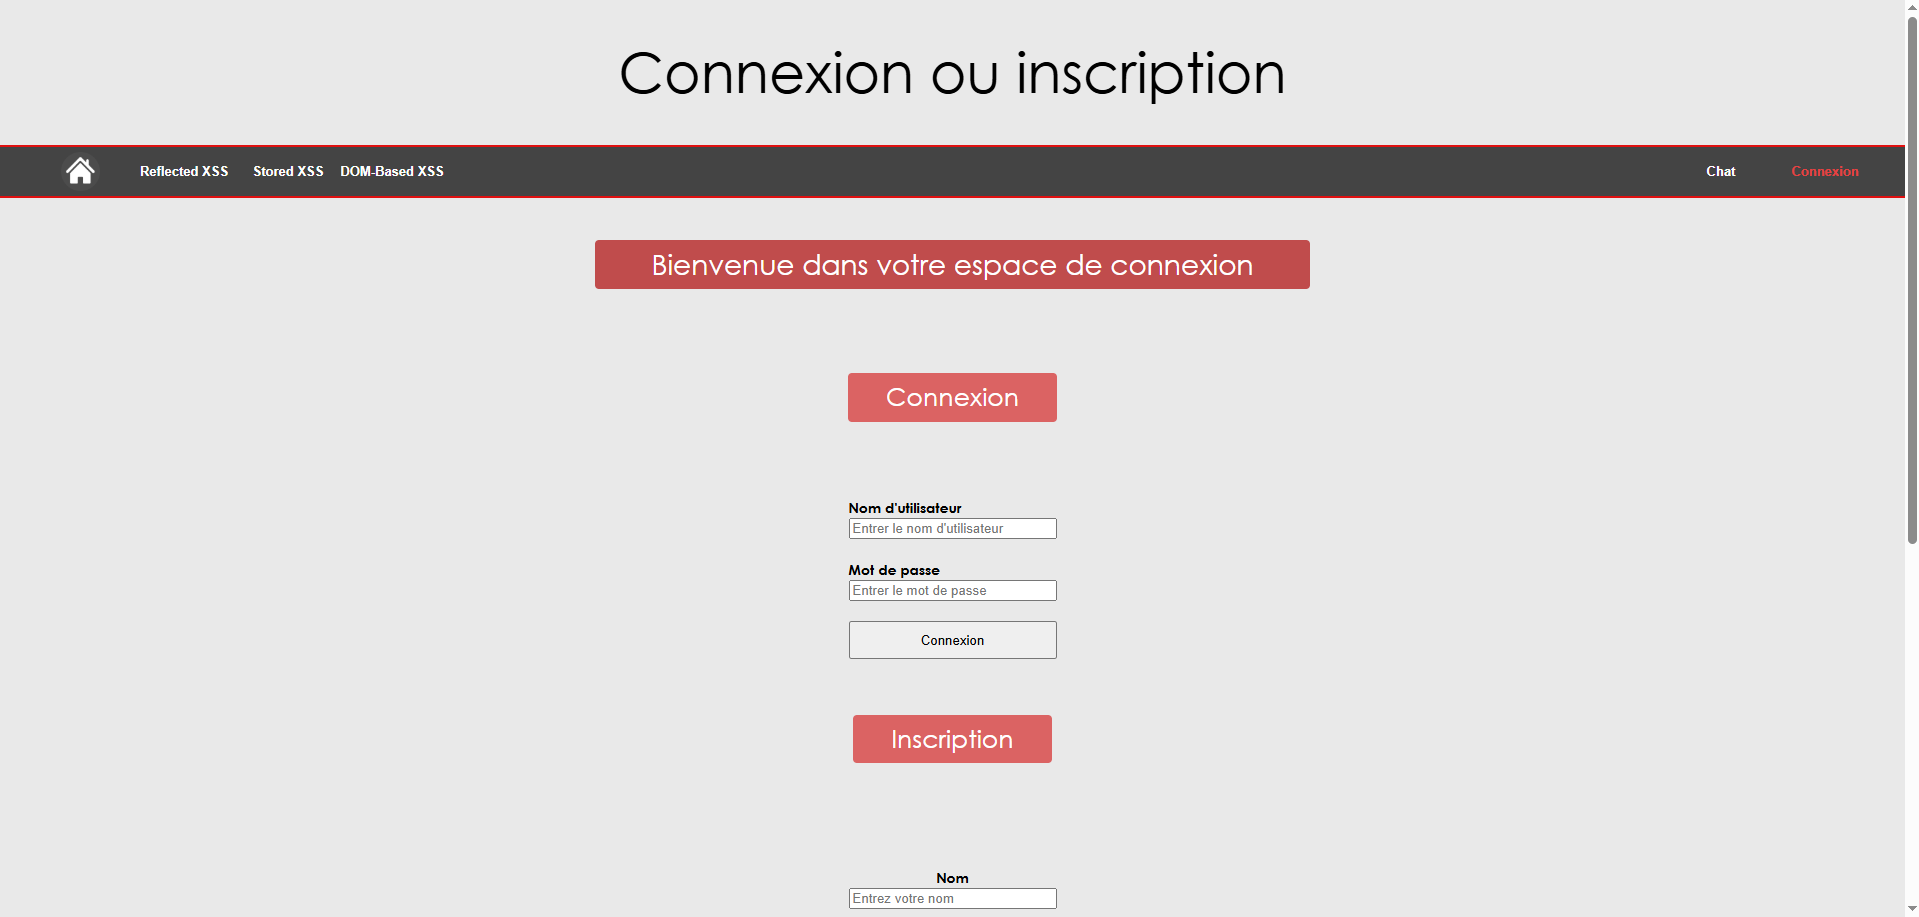 Connexion ou inscription
Reflected XSS Stored XSS DOM-Based XSS Chat Connexion
Bienvenue dans votre espace de connexion
Connexion
Nom d'utilisateur
Entrer le nom d'utilisateur
Mot de passe
Entrer le mot de passe
Connexion
Inscription
Nom
Entrez votre nom